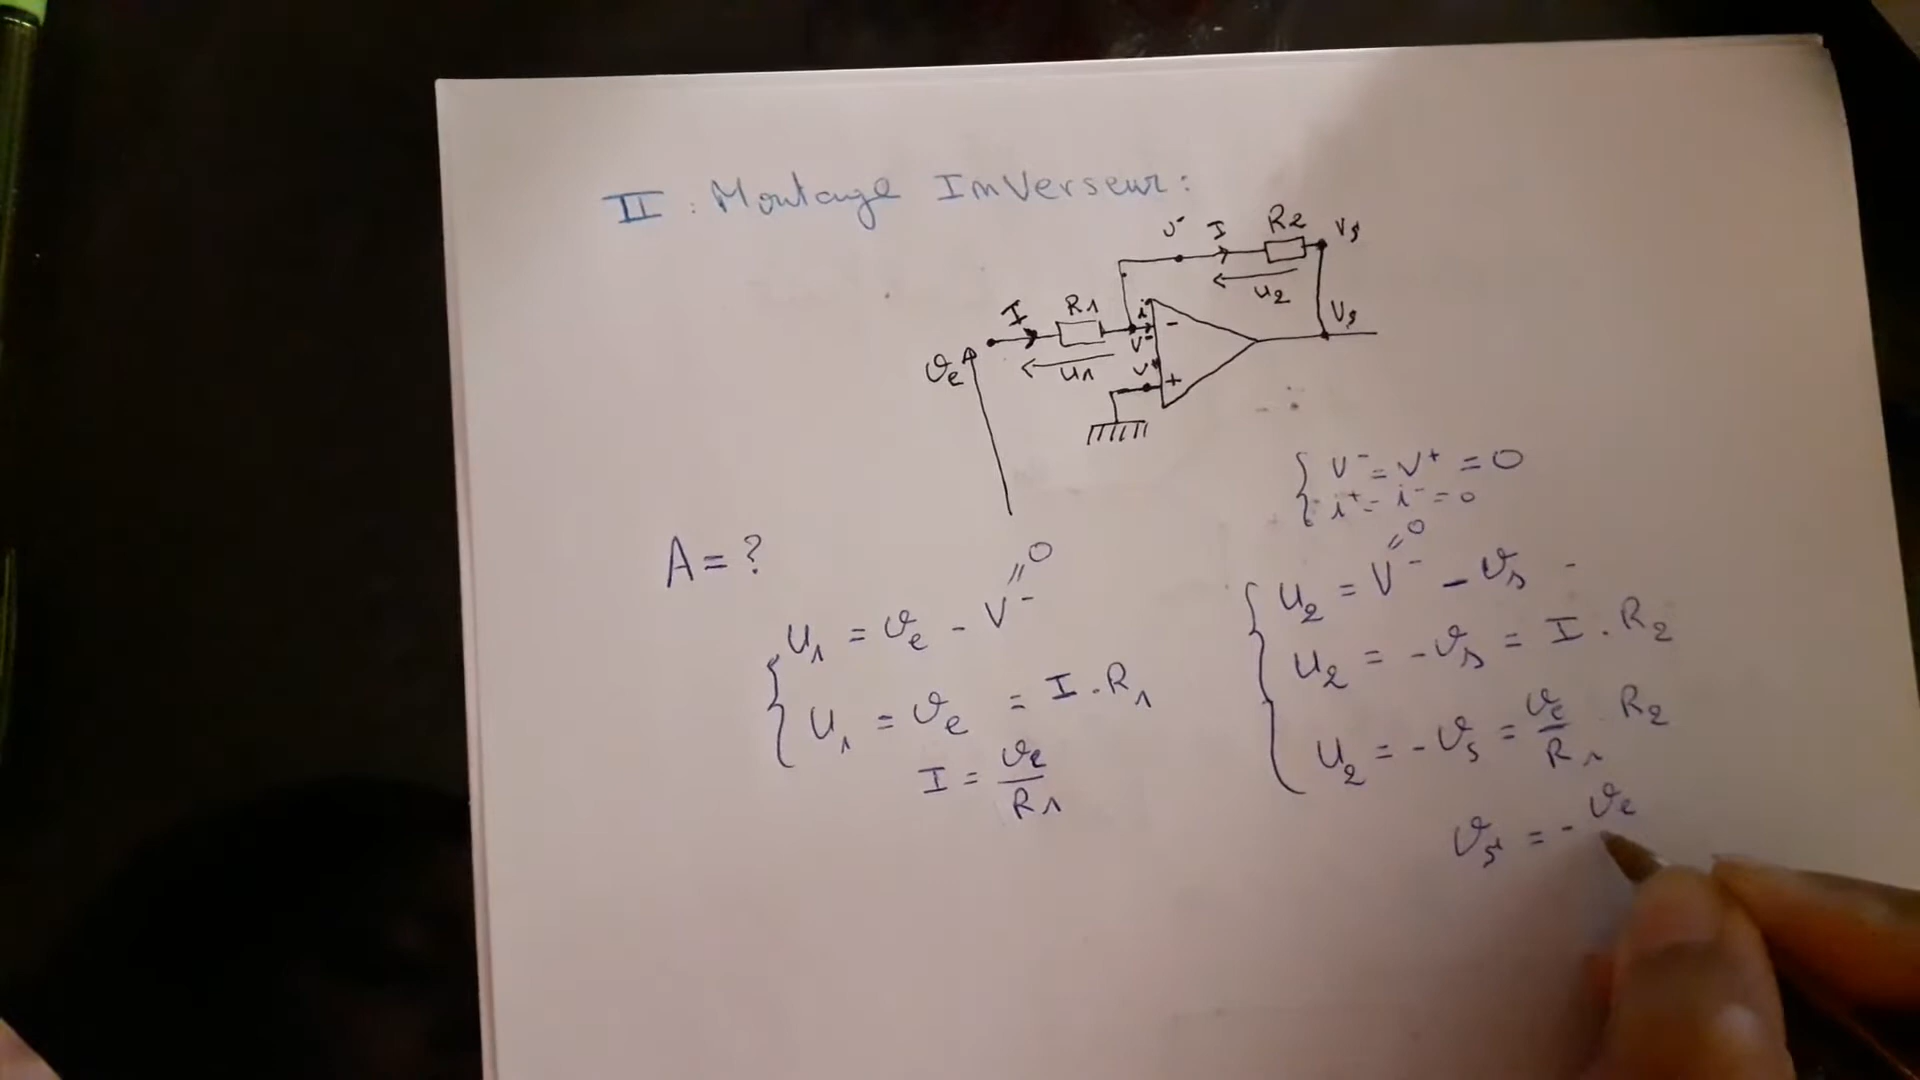 II : Montage Inverseur :
V⁻ I R2 Vs
u2
I R1 i⁻ - Vs
ve u1 V⁻
V⁺ +
{ V⁻ = V⁺ = 0
i⁺ = i⁻ = 0
A = ?
{ U1 = ve - V⁻ = 0
U1 = ve = I . R1
I = ve / R1
{ U2 = V⁻ = 0 - vs
U2 = - vs = I . R2
U2 = - vs = ve / R1 . R2
vs = - ve